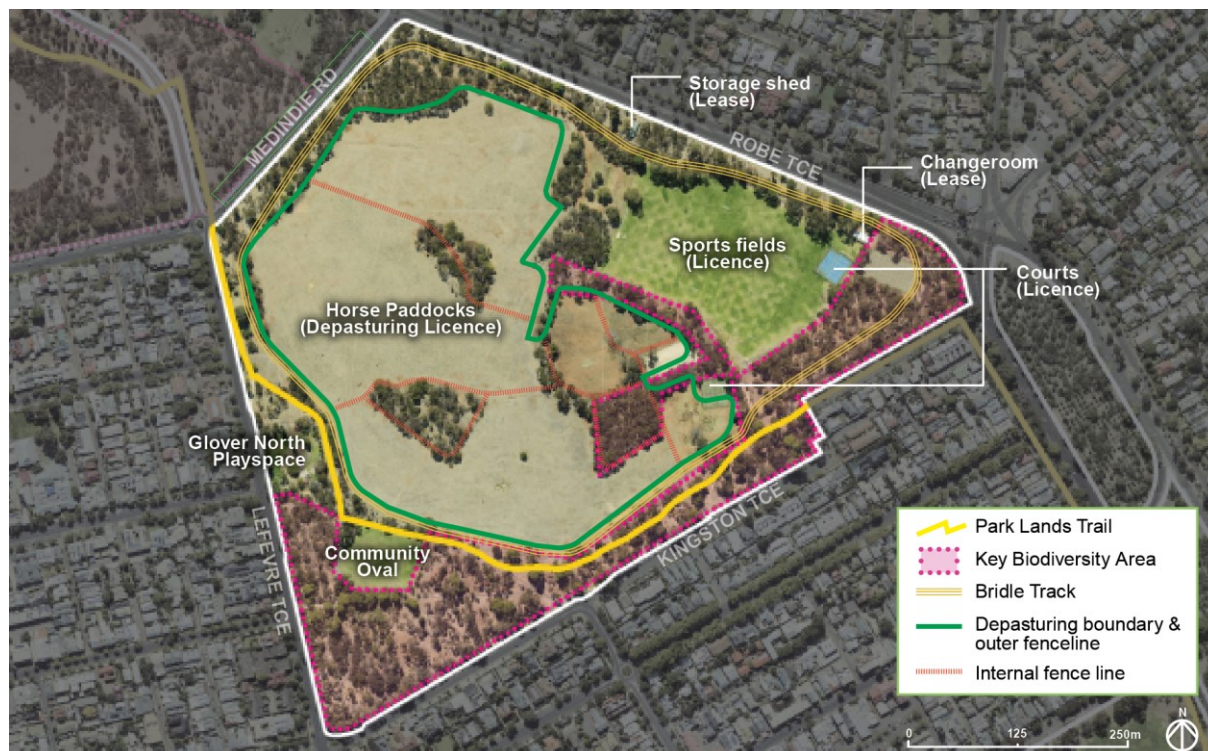 MEDINDIE RD
Storage shed
(Lease)
ROBE TCE
Changeroom
(Lease)
Sports fields
(Licence)
Courts
(Licence)
Horse Paddocks
(Depasturing Licence)
Glover North
Playspace
LEFEVRE TCE
Community
Oval
KINGSTON TCE
Park Lands Trail
Key Biodiversity Area
Bridle Track
Depasturing boundary &
outer fenceline
Internal fence line
0 125 250m
N